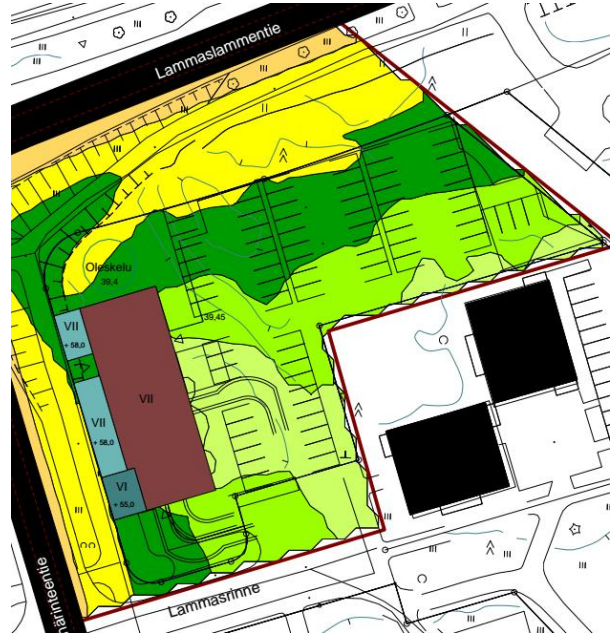 Lammaslammentie
Oleskelu
39,4
39,45
VII
+ 58,0
VII
VII
+ 58,0
VI
+ 55,0
Lammasrinne